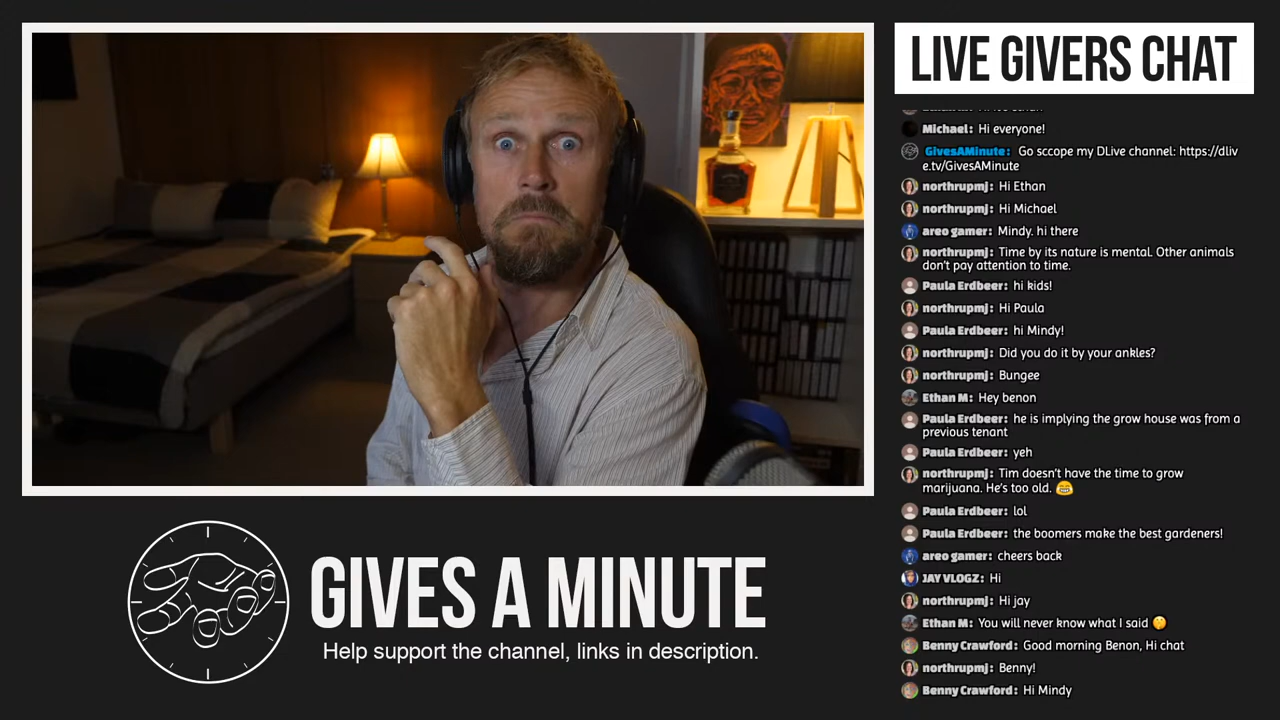 LIVE GIVERS CHAT
Michael: Hi everyone!
GivesAMinute: Go sccope my DLive channel: https://dliv
e.tv/GivesAMinute
northrupmj: Hi Ethan
northrupmj: Hi Michael
areo gamer: Mindy. hi there
northrupmj: Time by its nature is mental. Other animals
don't pay attention to time.
Paula Erdbeer: hi kids!
northrupmj: Hi Paula
Paula Erdbeer: hi Mindy!
northrupmj: Did you do it by your ankles?
northrupmj: Bungee
Ethan M: Hey benon
Paula Erdbeer: he is implying the grow house was from a
previous tenant
Paula Erdbeer: yeh
northrupmj: Tim doesn't have the time to grow
marijuana. He's too old. 😁
Paula Erdbeer: lol
Paula Erdbeer: the boomers make the best gardeners!
areo gamer: cheers back
JAY VLOGZ: Hi
northrupmj: Hi jay
Ethan M: You will never know what I said 🤫
Benny Crawford: Good morning Benon, Hi chat
northrupmj: Benny!
Benny Crawford: Hi Mindy
GIVES A MINUTE
Help support the channel, links in description.